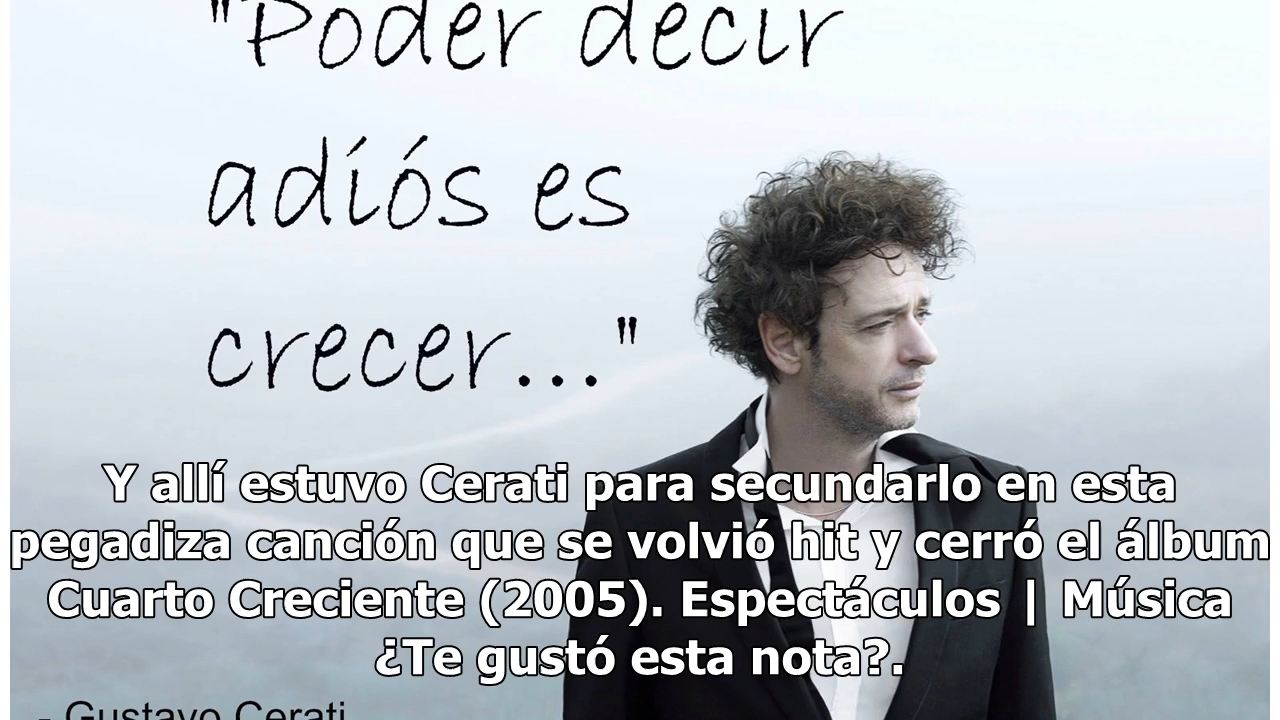 "Poder decir
adiós es
crecer..."
Y allí estuvo Cerati para secundarlo en esta
pegadiza canción que se volvió hit y cerró el álbum
Cuarto Creciente (2005). Espectáculos | Música
¿Te gustó esta nota?.
- Gustavo Cerati